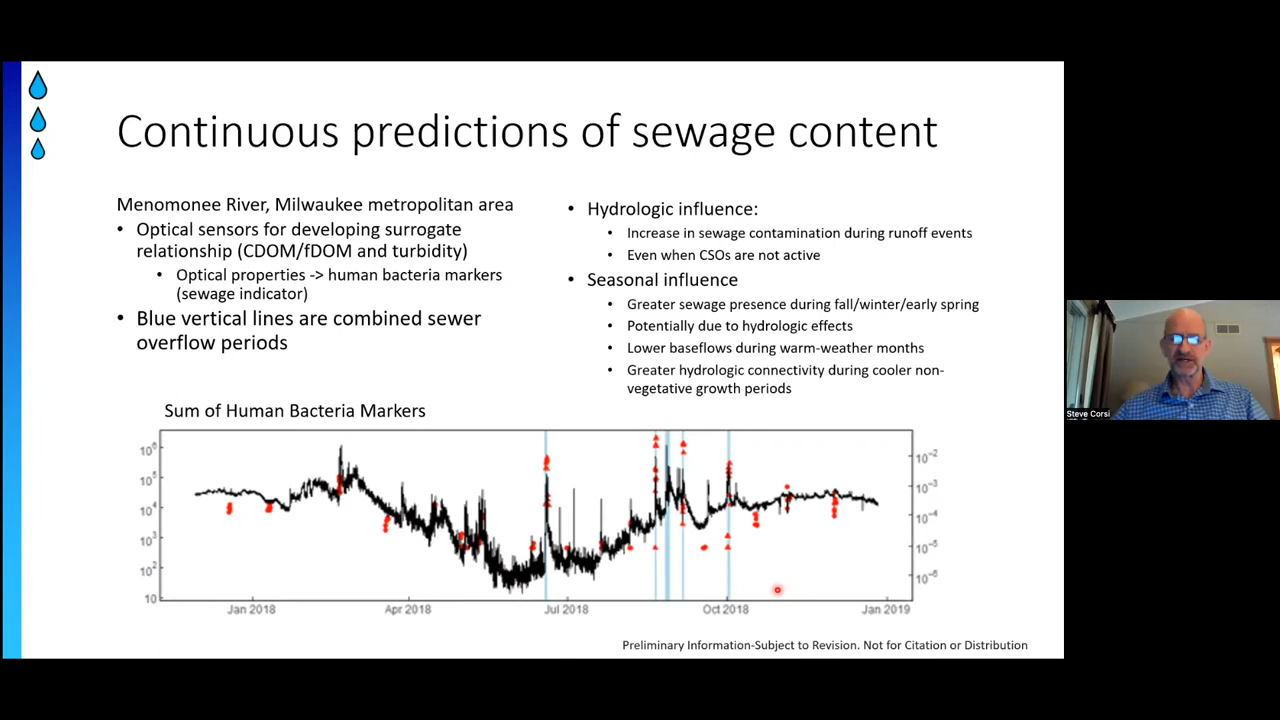 Continuous predictions of sewage content
Menomonee River, Milwaukee metropolitan area
• Optical sensors for developing surrogate
relationship (CDOM/fDOM and turbidity)
• Optical properties -> human bacteria markers
(sewage indicator)
• Blue vertical lines are combined sewer
overflow periods
• Hydrologic influence:
• Increase in sewage contamination during runoff events
• Even when CSOs are not active
• Seasonal influence
• Greater sewage presence during fall/winter/early spring
• Potentially due to hydrologic effects
• Lower baseflows during warm-weather months
• Greater hydrologic connectivity during cooler non-
vegetative growth periods
Sum of Human Bacteria Markers
10⁶
10⁵
10⁴
10³
10²
10
10⁻²
10⁻³
10⁻⁴
10⁻⁵
10⁻⁶
Jan 2018 Apr 2018 Jul 2018 Oct 2018 Jan 2019
Preliminary Information-Subject to Revision. Not for Citation or Distribution
Steve Corsi